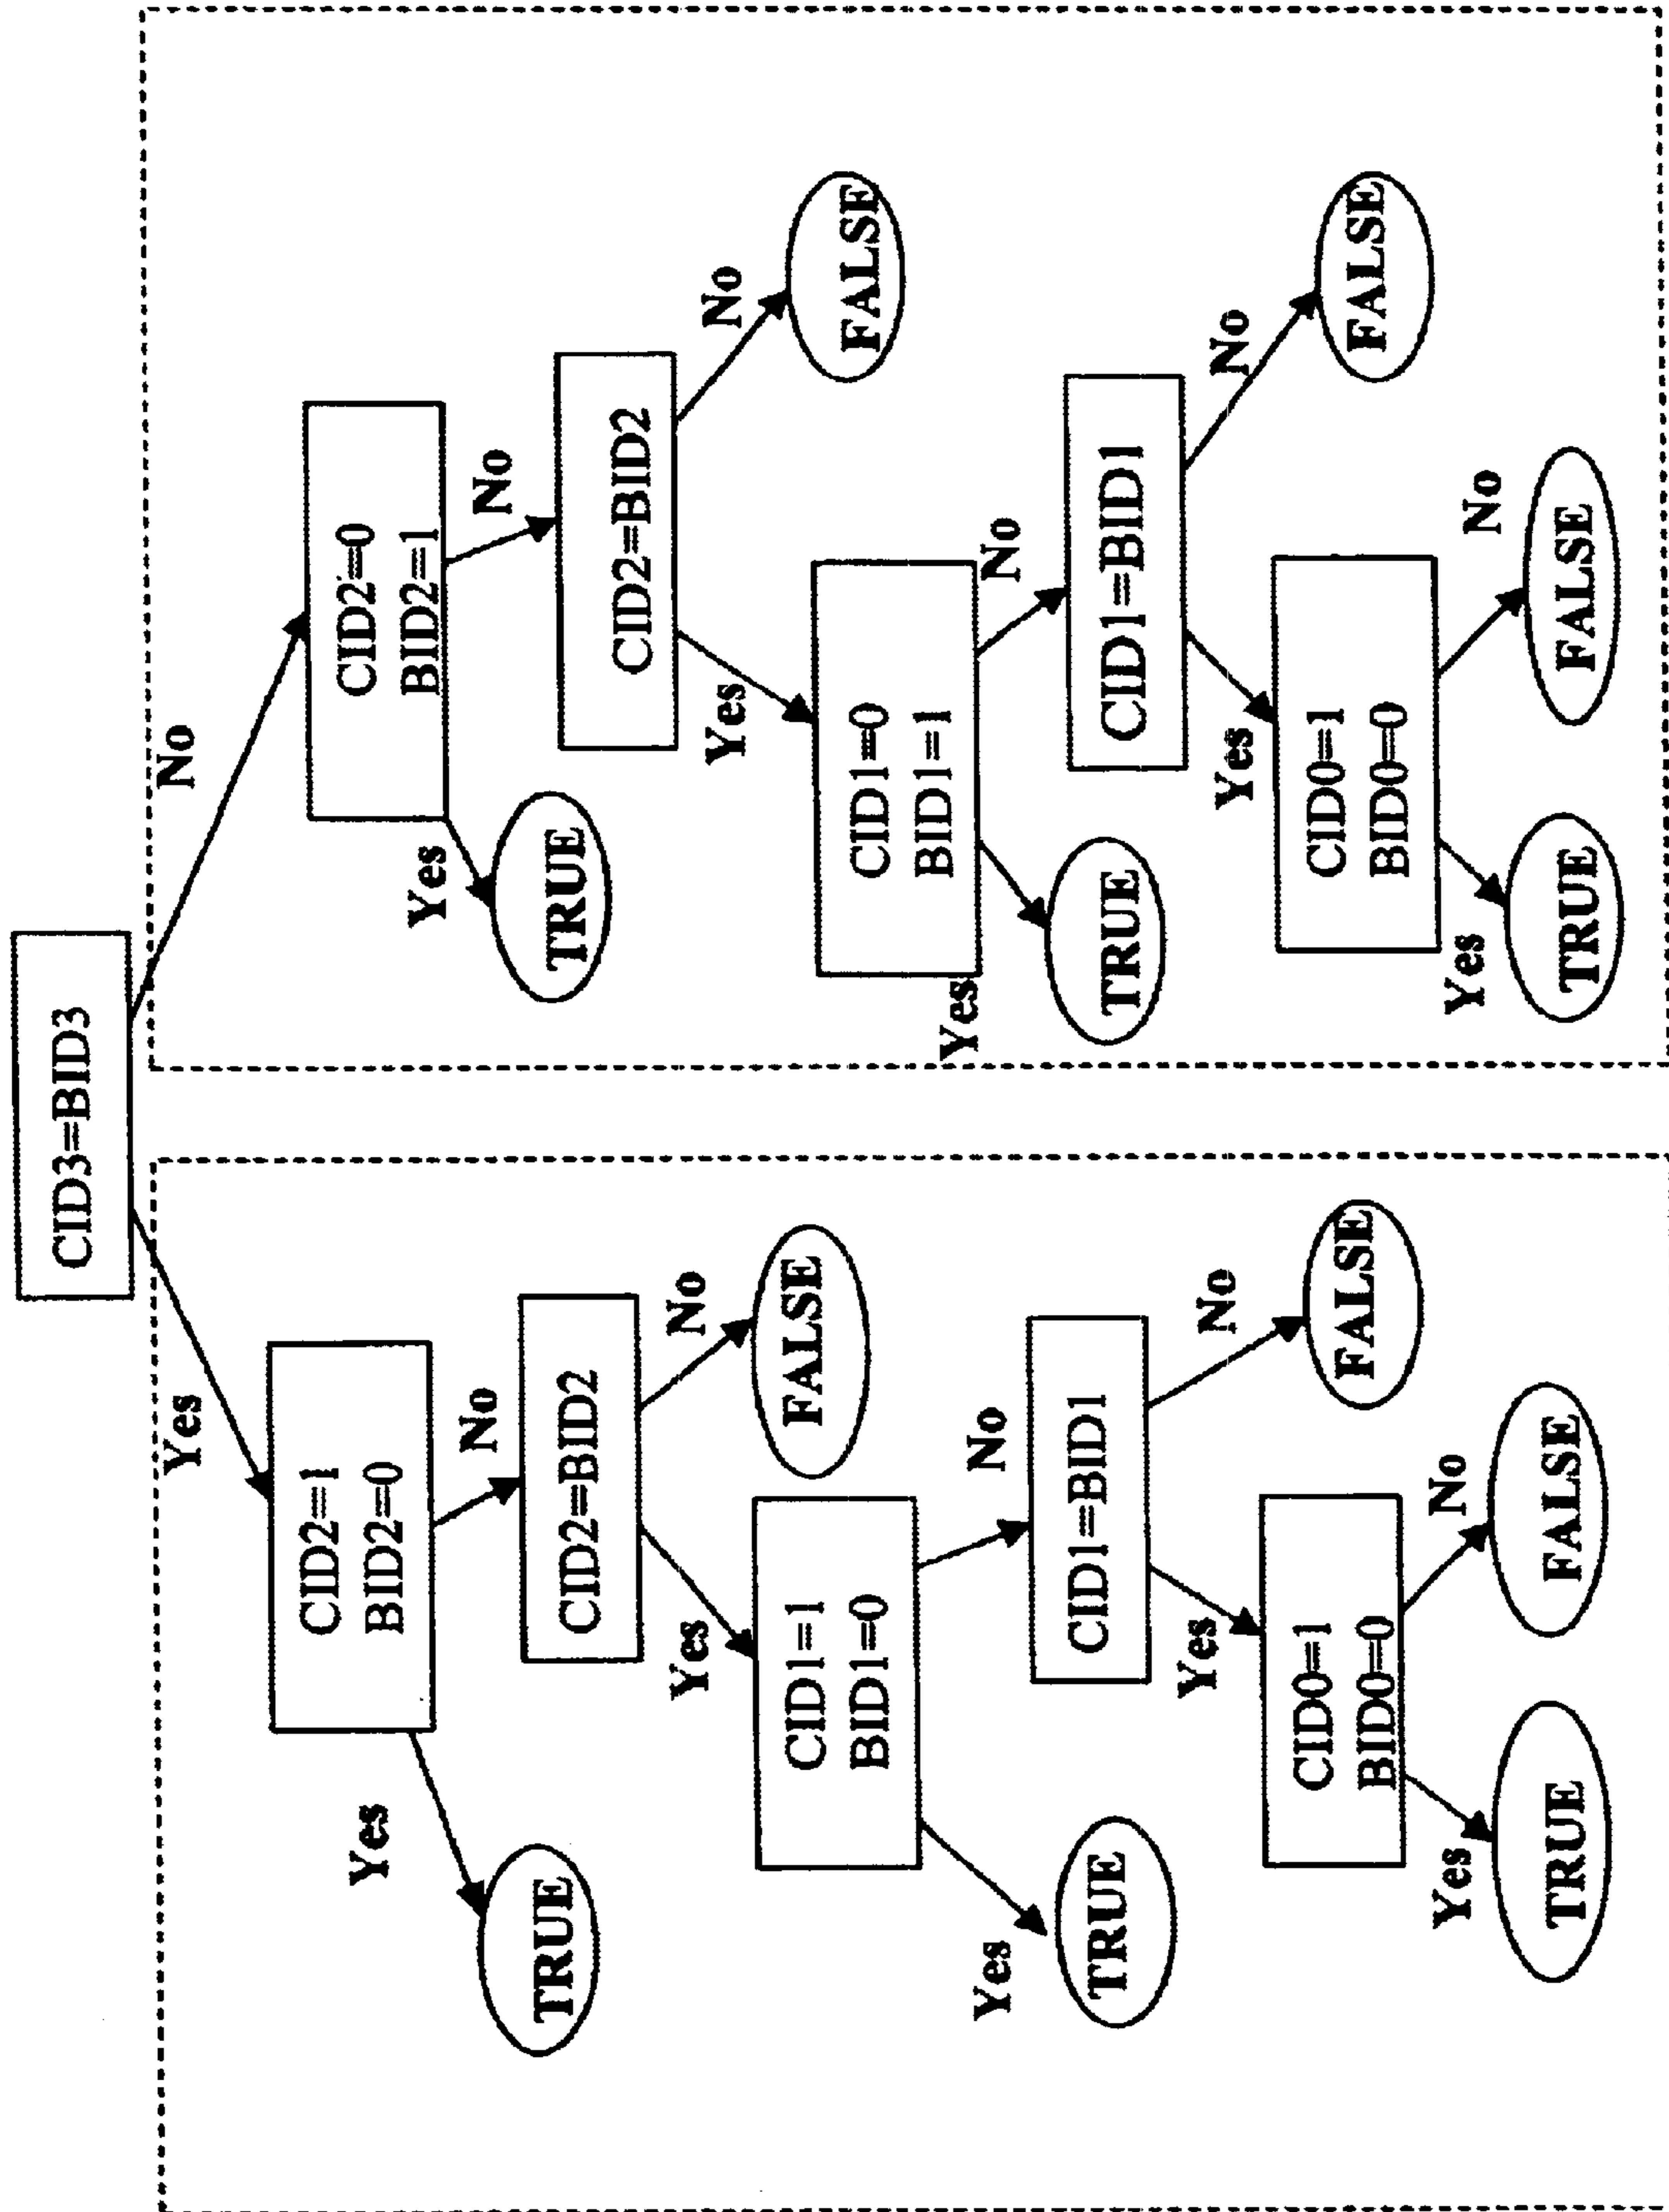 CID3=BID3
Yes
No
CID2=1
BID2=0
Yes
No
TRUE
CID2=BID2
Yes
No
FALSE
CID1=1
BID1=0
Yes
No
TRUE
CID1=BID1
Yes
No
FALSE
CID0=1
BID0=0
Yes
No
TRUE
FALSE
CID2=0
BID2=1
Yes
No
TRUE
CID2=BID2
Yes
No
FALSE
CID1=0
BID1=1
Yes
No
TRUE
CID1=BID1
Yes
No
FALSE
CID0=1
BID0=0
Yes
No
TRUE
FALSE